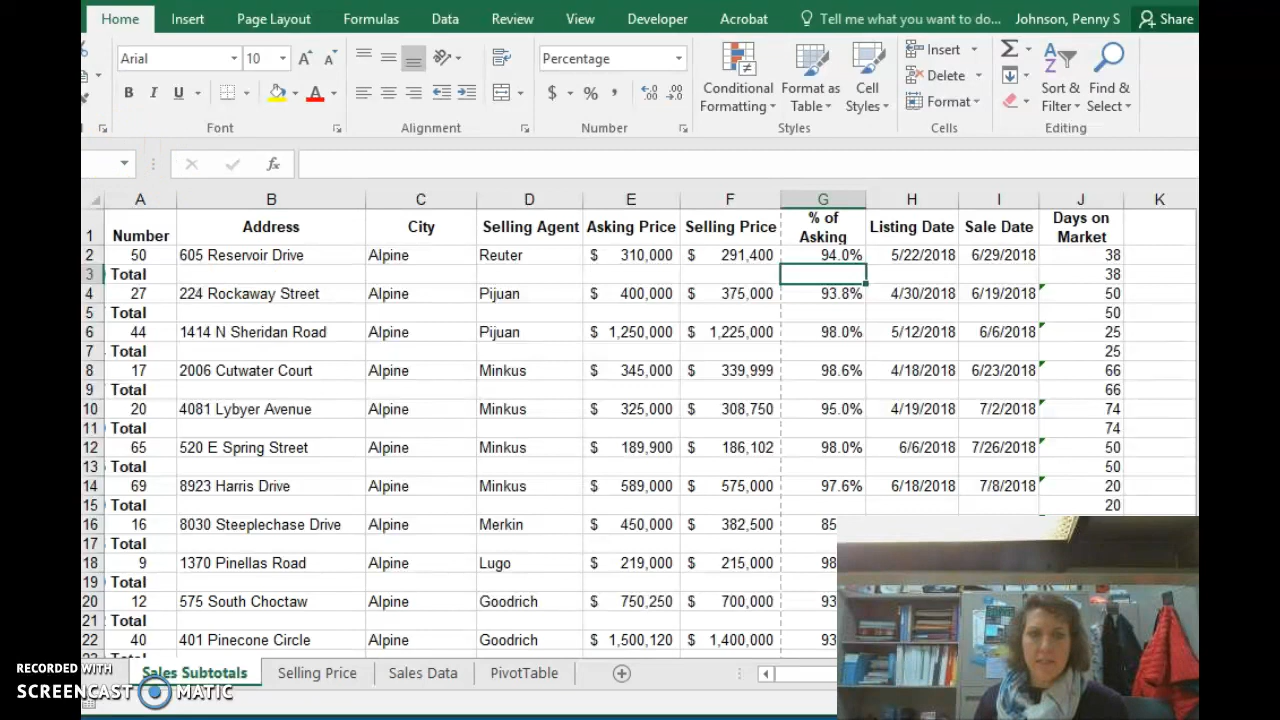 Home Insert Page Layout Formulas Data Review View Developer Acrobat Tell me what you want to do... Johnson, Penny S Share
Arial 10 A A Percentage Insert
B I U A $ % , .00 .0 Conditional Format as Cell Delete Sort & Find &
Formatting Table Styles Format Filter Select
Font Alignment Number Styles Cells Editing
fx
A B C D E F G H I J K
1 Number Address City Selling Agent Asking Price Selling Price % of Asking Listing Date Sale Date Days on Market
2 50 605 Reservoir Drive Alpine Reuter $ 310,000 $ 291,400 94.0% 5/22/2018 6/29/2018 38
3 Total 38
4 27 224 Rockaway Street Alpine Pijuan $ 400,000 $ 375,000 93.8% 4/30/2018 6/19/2018 50
5 Total 50
6 44 1414 N Sheridan Road Alpine Pijuan $ 1,250,000 $ 1,225,000 98.0% 5/12/2018 6/6/2018 25
7 Total 25
8 17 2006 Cutwater Court Alpine Minkus $ 345,000 $ 339,999 98.6% 4/18/2018 6/23/2018 66
9 Total 66
10 20 4081 Lybyer Avenue Alpine Minkus $ 325,000 $ 308,750 95.0% 4/19/2018 7/2/2018 74
11 Total 74
12 65 520 E Spring Street Alpine Minkus $ 189,900 $ 186,102 98.0% 6/6/2018 7/26/2018 50
13 Total 50
14 69 8923 Harris Drive Alpine Minkus $ 589,000 $ 575,000 97.6% 6/18/2018 7/8/2018 20
15 Total 20
16 16 8030 Steeplechase Drive Alpine Merkin $ 450,000 $ 382,500 85
17 Total
18 9 1370 Pinellas Road Alpine Lugo $ 219,000 $ 215,000 98
19 Total
20 12 575 South Choctaw Alpine Goodrich $ 750,250 $ 700,000 93
21 Total
22 40 401 Pinecone Circle Alpine Goodrich $ 1,500,120 $ 1,400,000 93
RECORDED WITH
SCREENCAST MATIC
Sales Subtotals Selling Price Sales Data PivotTable